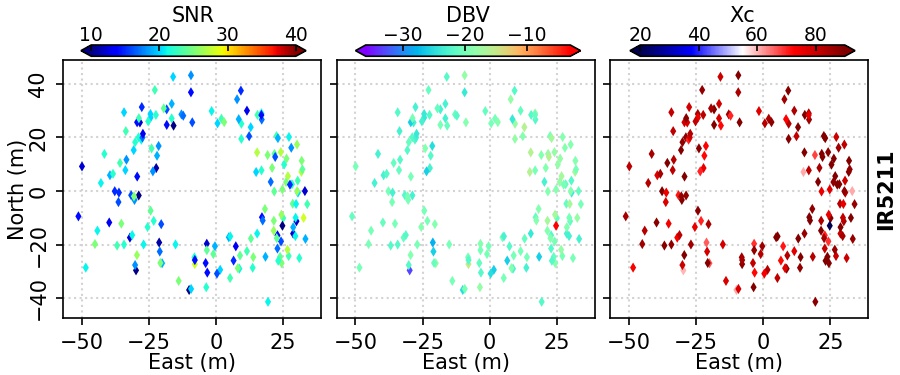 SNR DBV Xc
10 20 30 40 −30 −20 −10 20 40 60 80
40
20
0
−20
−40
North (m)
−50 −25 0 25 −50 −25 0 25 −50 −25 0 25
East (m) East (m) East (m)
IR5211